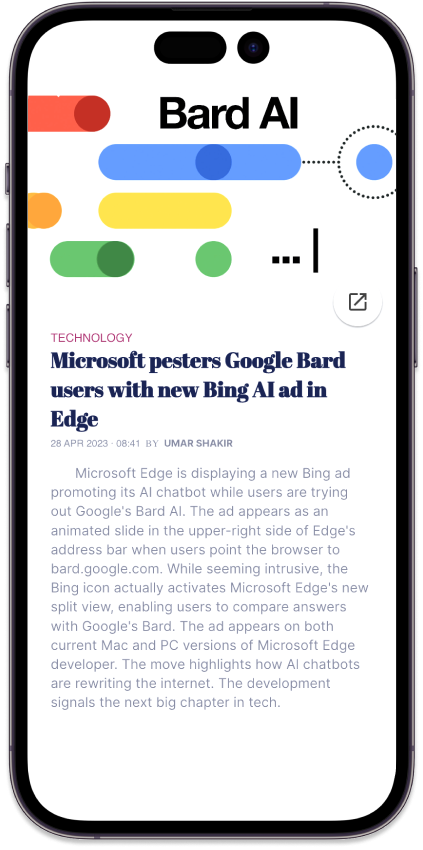 Bard AI
... |
TECHNOLOGY
Microsoft pesters Google Bard
users with new Bing AI ad in
Edge
28 APR 2023 · 08:41 BY UMAR SHAKIR
Microsoft Edge is displaying a new Bing ad
promoting its AI chatbot while users are trying
out Google's Bard AI. The ad appears as an
animated slide in the upper-right side of Edge's
address bar when users point the browser to
bard.google.com. While seeming intrusive, the
Bing icon actually activates Microsoft Edge's new
split view, enabling users to compare answers
with Google's Bard. The ad appears on both
current Mac and PC versions of Microsoft Edge
developer. The move highlights how AI chatbots
are rewriting the internet. The development
signals the next big chapter in tech.